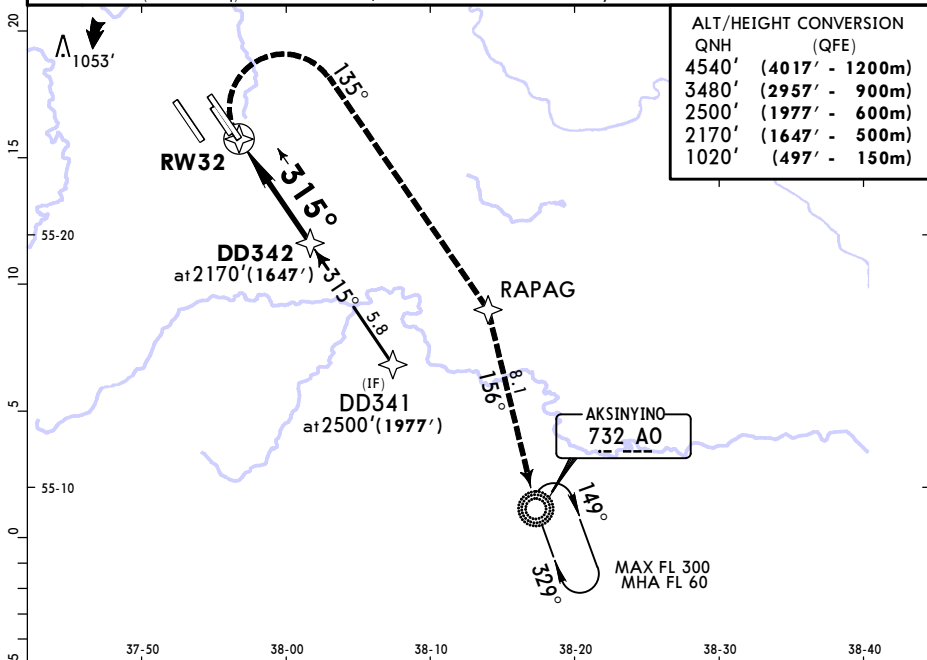 ALT/HEIGHT CONVERSION
QNH (QFE)
4540' (4017' - 1200m)
3480' (2957' - 900m)
2500' (1977' - 600m)
2170' (1647' - 500m)
1020' (497' - 150m)
20
1053'
135°
15
RW32
315°
55-20
DD342
at 2170' (1647')
10
RAPAG
315° 5.8
(IF)
DD341
at 2500' (1977')
8.1
156°
5
AKSINYINO
732 AO
55-10
149°
0
329°
MAX FL 300
MHA FL 60
5
37-50 38-00 38-10 38-20 38-30 38-40